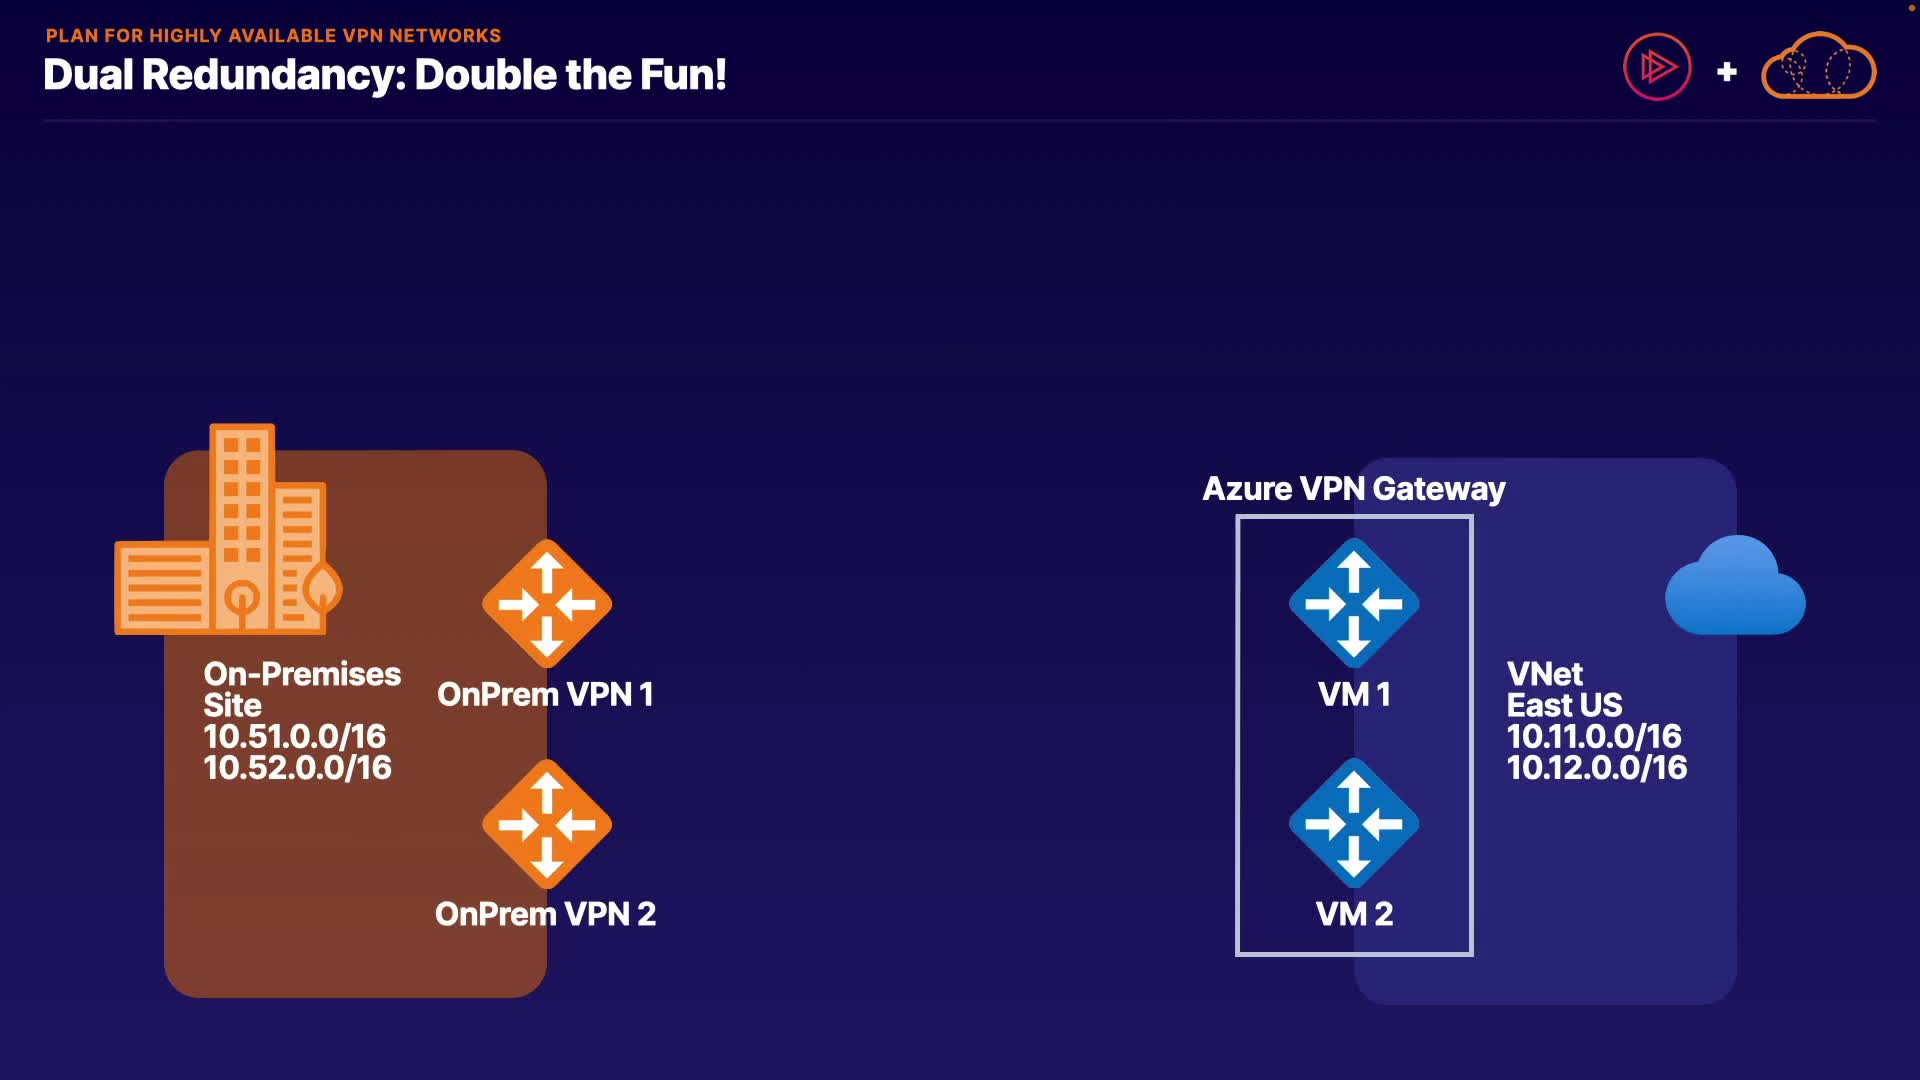 PLAN FOR HIGHLY AVAILABLE VPN NETWORKS
Dual Redundancy: Double the Fun!
+
On-Premises
Site
10.51.0.0/16
10.52.0.0/16
OnPrem VPN 1
OnPrem VPN 2
Azure VPN Gateway
VM 1
VM 2
VNet
East US
10.11.0.0/16
10.12.0.0/16